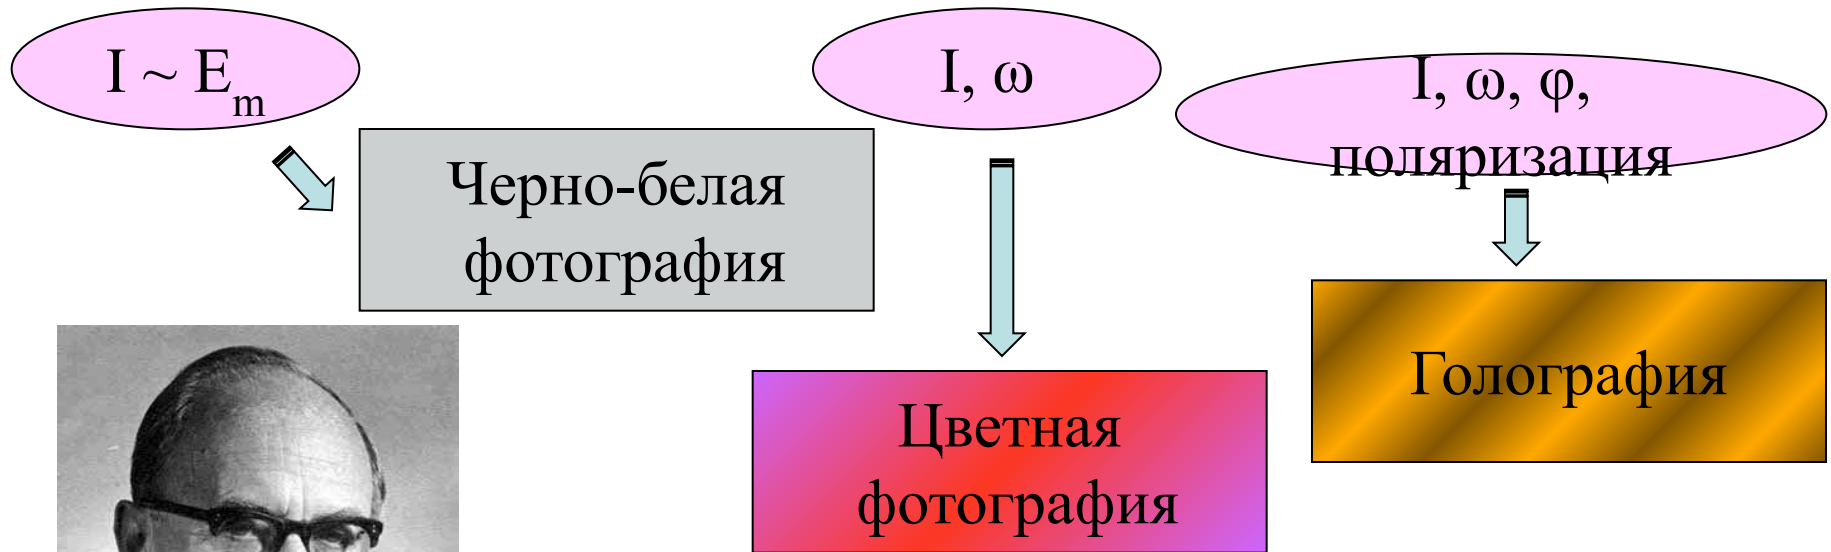 I ~ Eₘ
I, ω
I, ω, φ,
поляризация
Черно-белая
фотография
Голография
Цветная
фотография